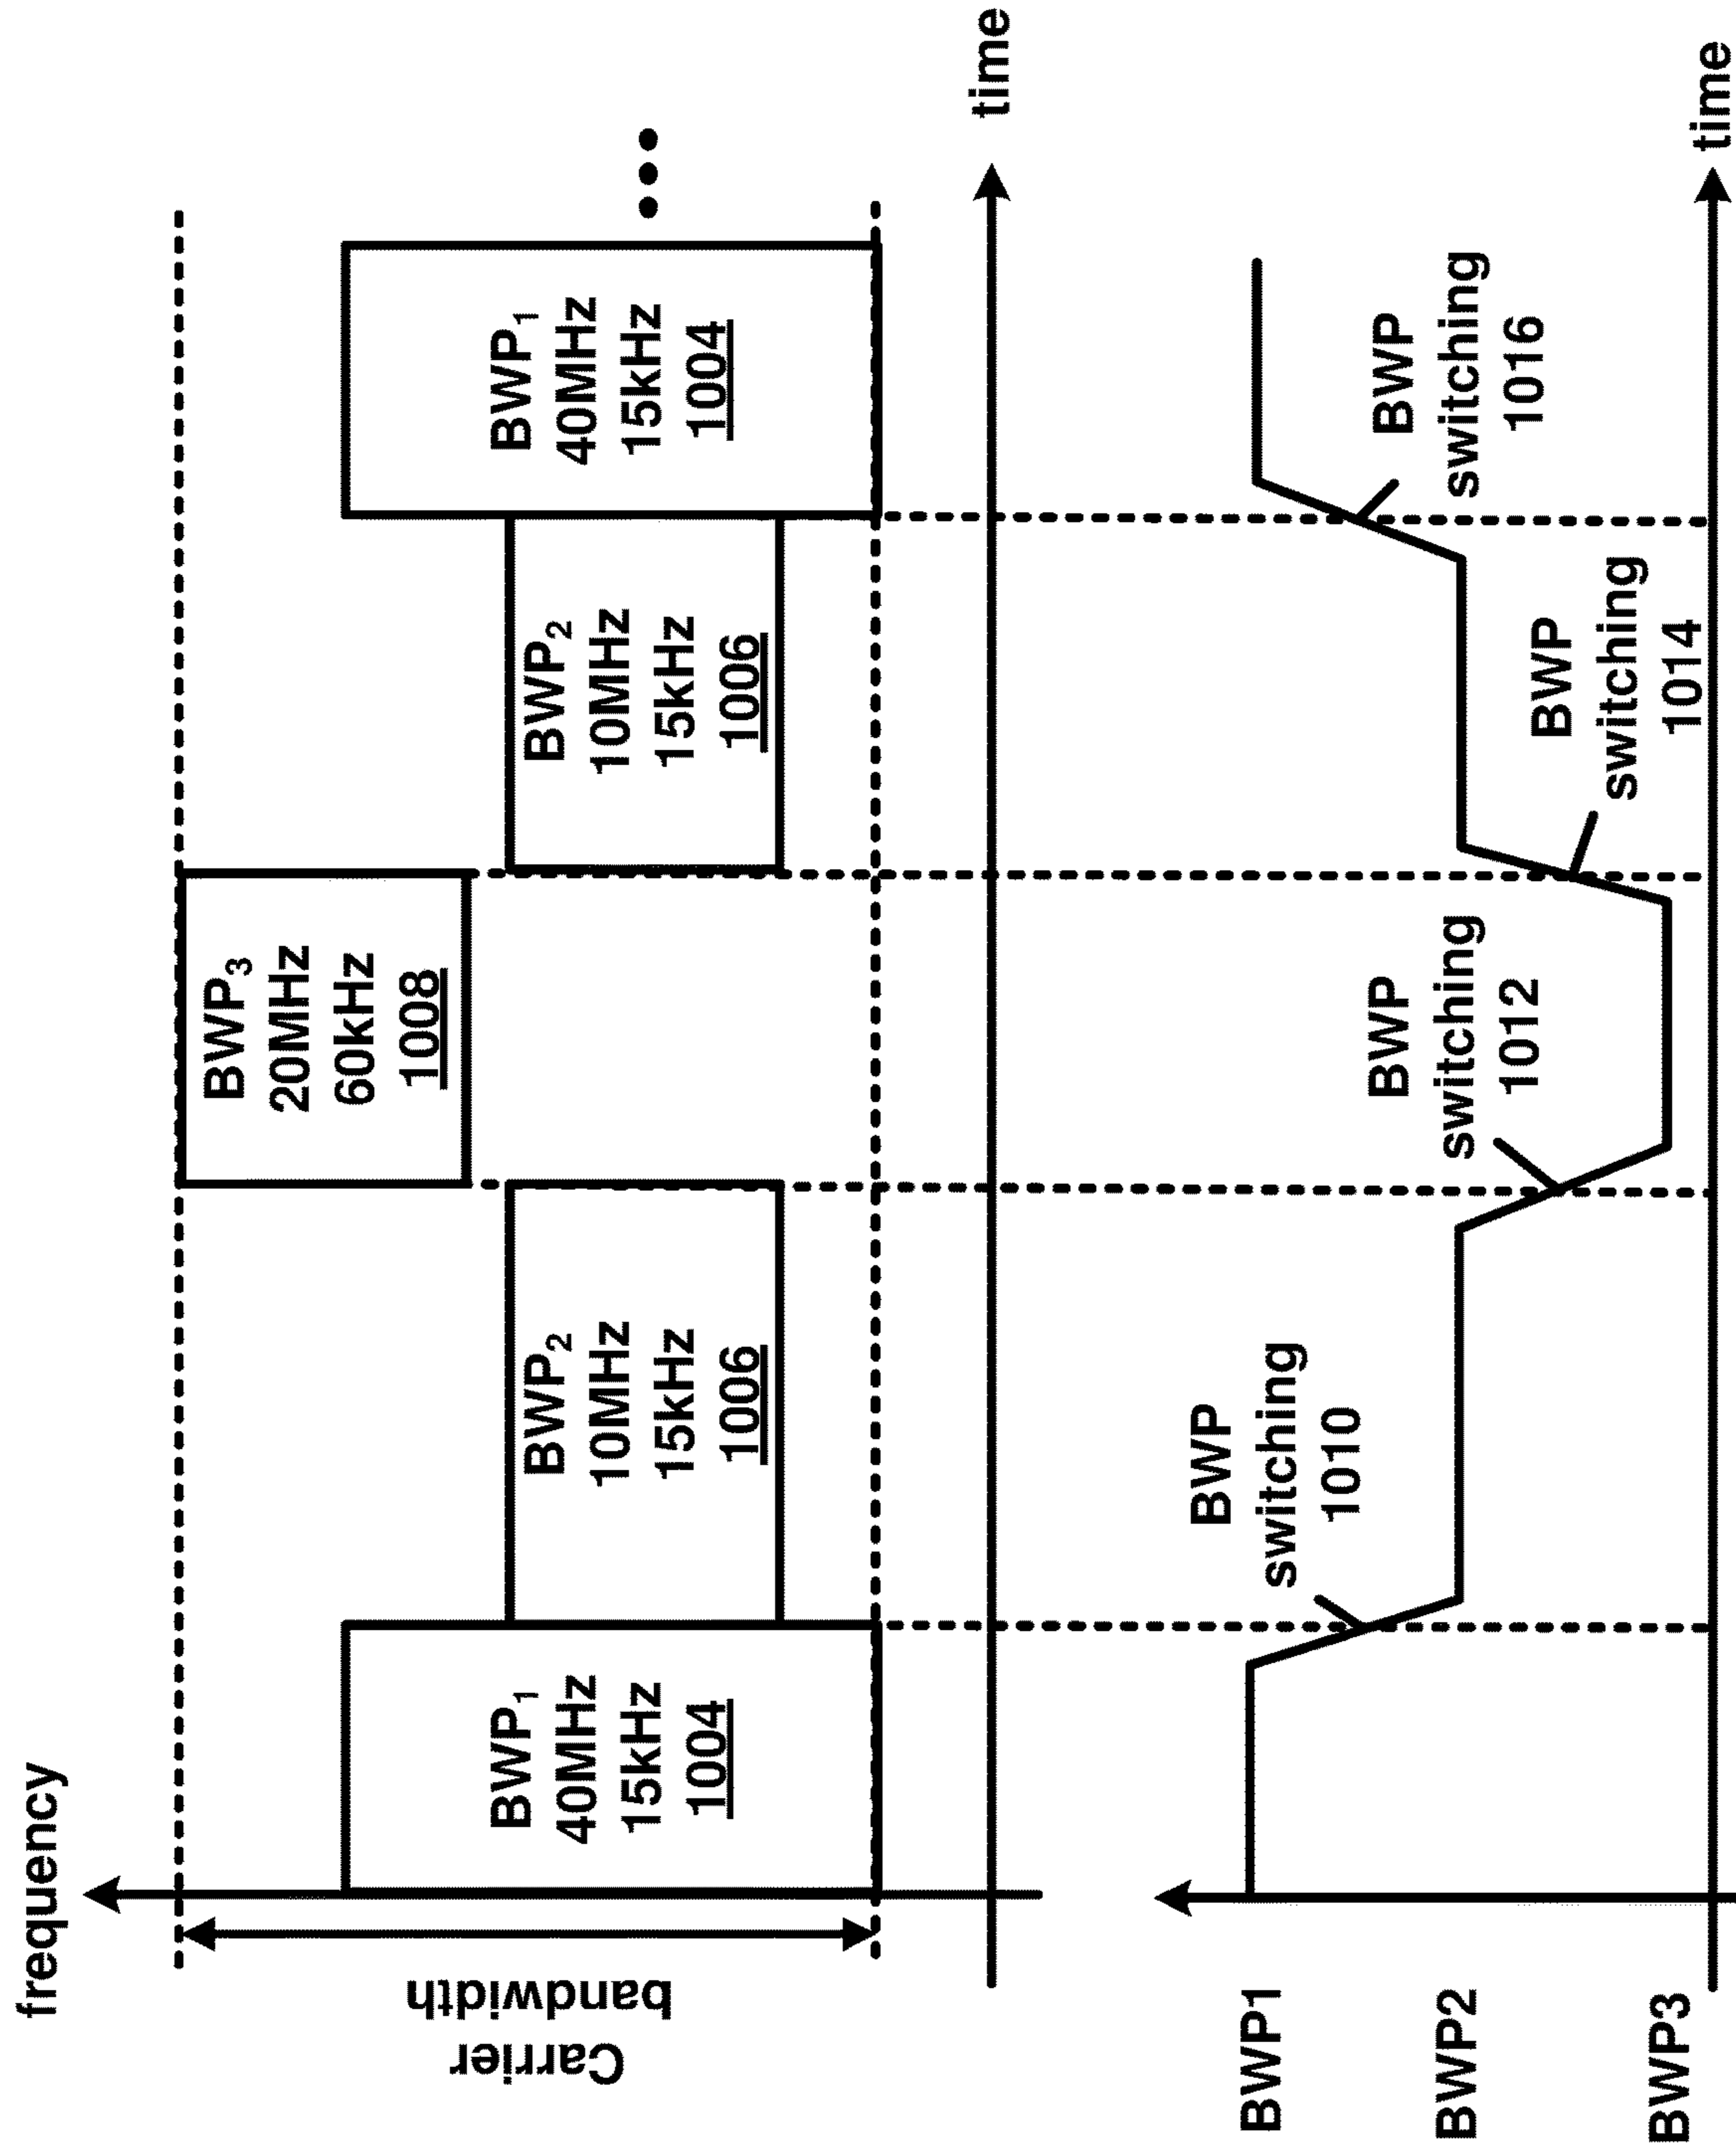 frequency
Carrier
bandwidth
BWP1
40MHz
15kHz
1004
BWP2
10MHz
15kHz
1006
BWP3
20MHz
60kHz
1008
BWP2
10MHz
15kHz
1006
BWP1
40MHz
15kHz
1004
time
BWP1
BWP2
BWP3
BWP
switching
1010
BWP
switching
1012
BWP
switching
1014
BWP
switching
1016
time